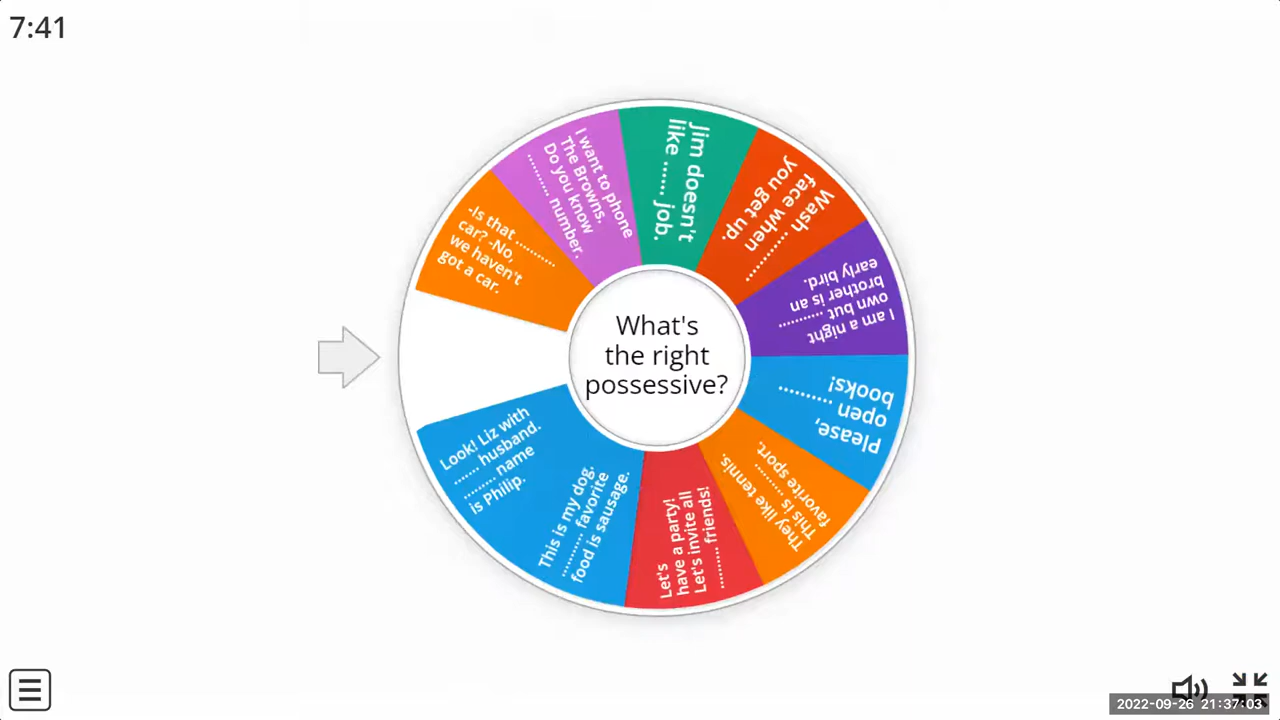 7:41
-Is that ..........
car? -No,
we haven't
got a car.
I want to phone
The Browns.
Do you know
.......... number.
Jim doesn't
like ...... job.
Wash ..........
face when
you get up.
I am a night
own but ..........
brother is an
early bird.
Please,
open ..........
books!
They like tennis.
This is ..........
favorite sport.
Let's
have a party!
Let's invite all
.......... friends!
This is my dog.
.......... favorite
food is sausage.
Look! Liz with
....... husband.
......... name
is Philip.
What's
the right
possessive?
2022-09-26 21:37:03